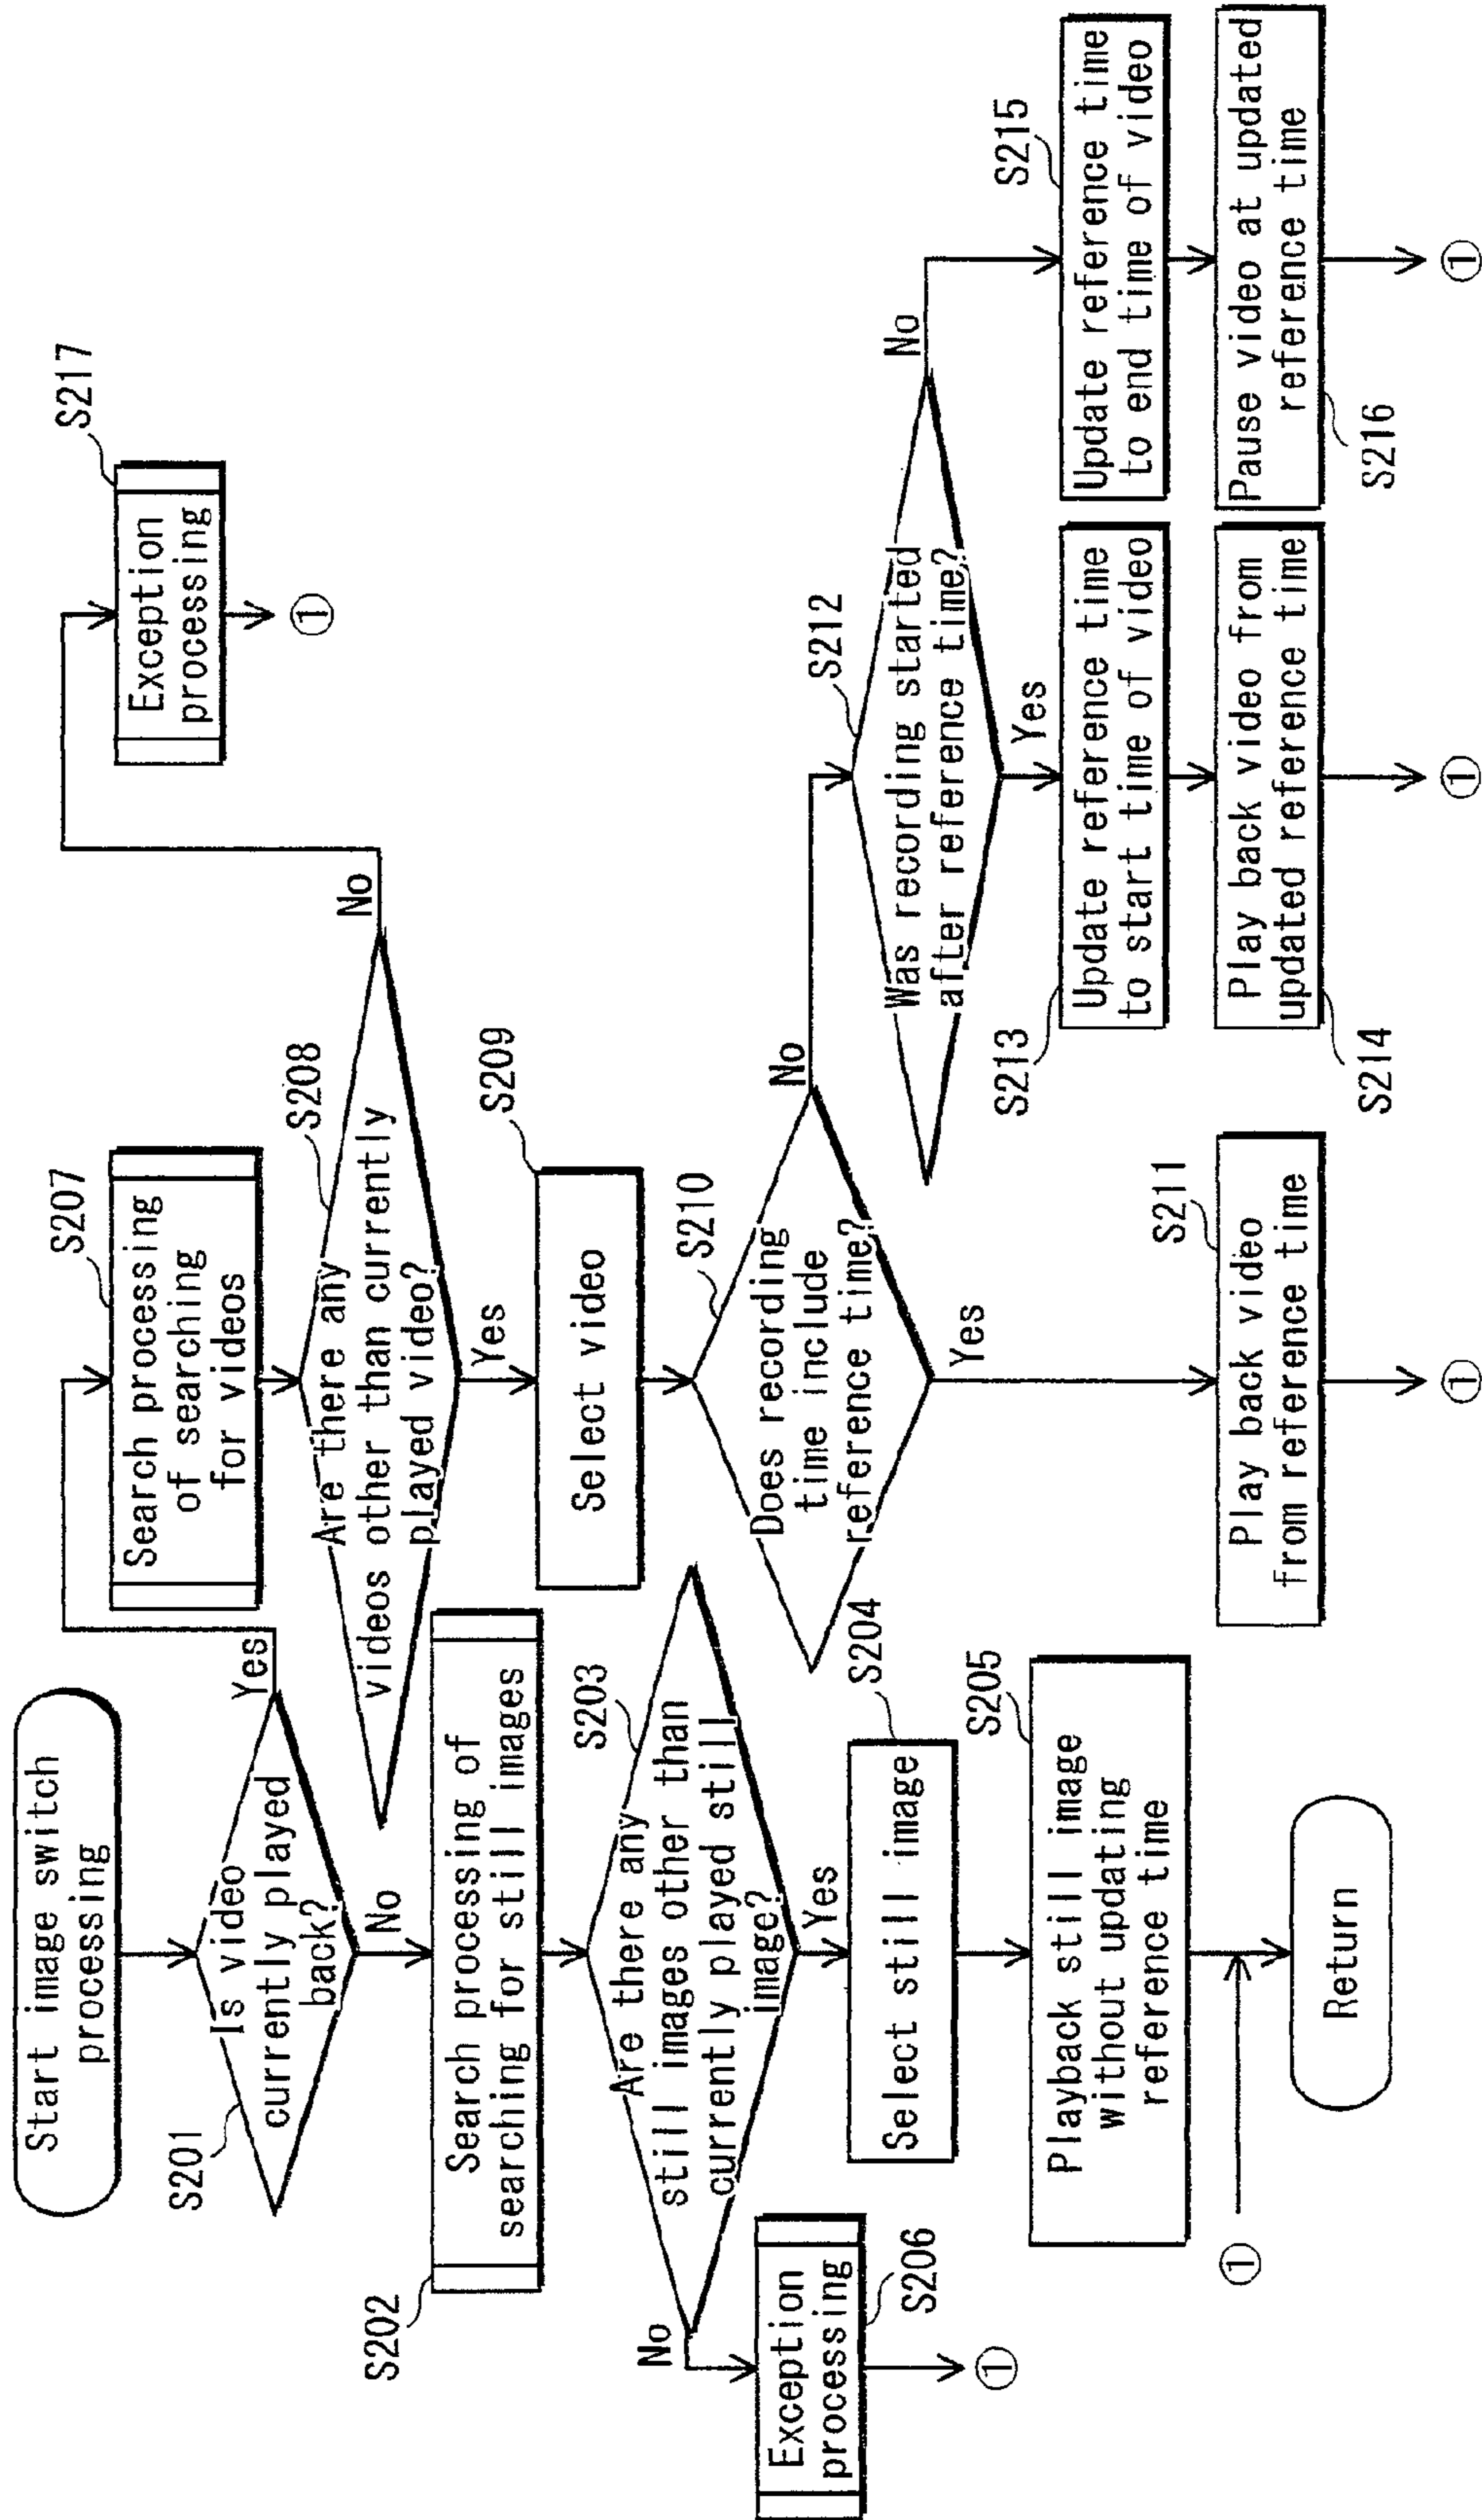 Start image switch
processing
S201
Is video
currently played
back?
Yes
No
S202
Search processing of
searching for still images
S203
Are there any
still images other than
currently played still
image?
No
Yes
S204
Select still image
S205
Playback still image
without updating
reference time
Exception
processing
S206
①
①
Return
S207
Search processing
of searching
for videos
S208
Are there any
videos other than currently
played video?
No
Yes
S209
Select video
S210
Does recording
time include
reference time?
No
Yes
S211
Play back video
from reference time
①
S212
Was recording started
after reference time?
No
Yes
S213
Update reference time
to start time of video
S214
Play back video from
updated reference time
①
S215
Update reference time
to end time of video
Pause video at updated
reference time
S216
①
S217
Exception
processing
①